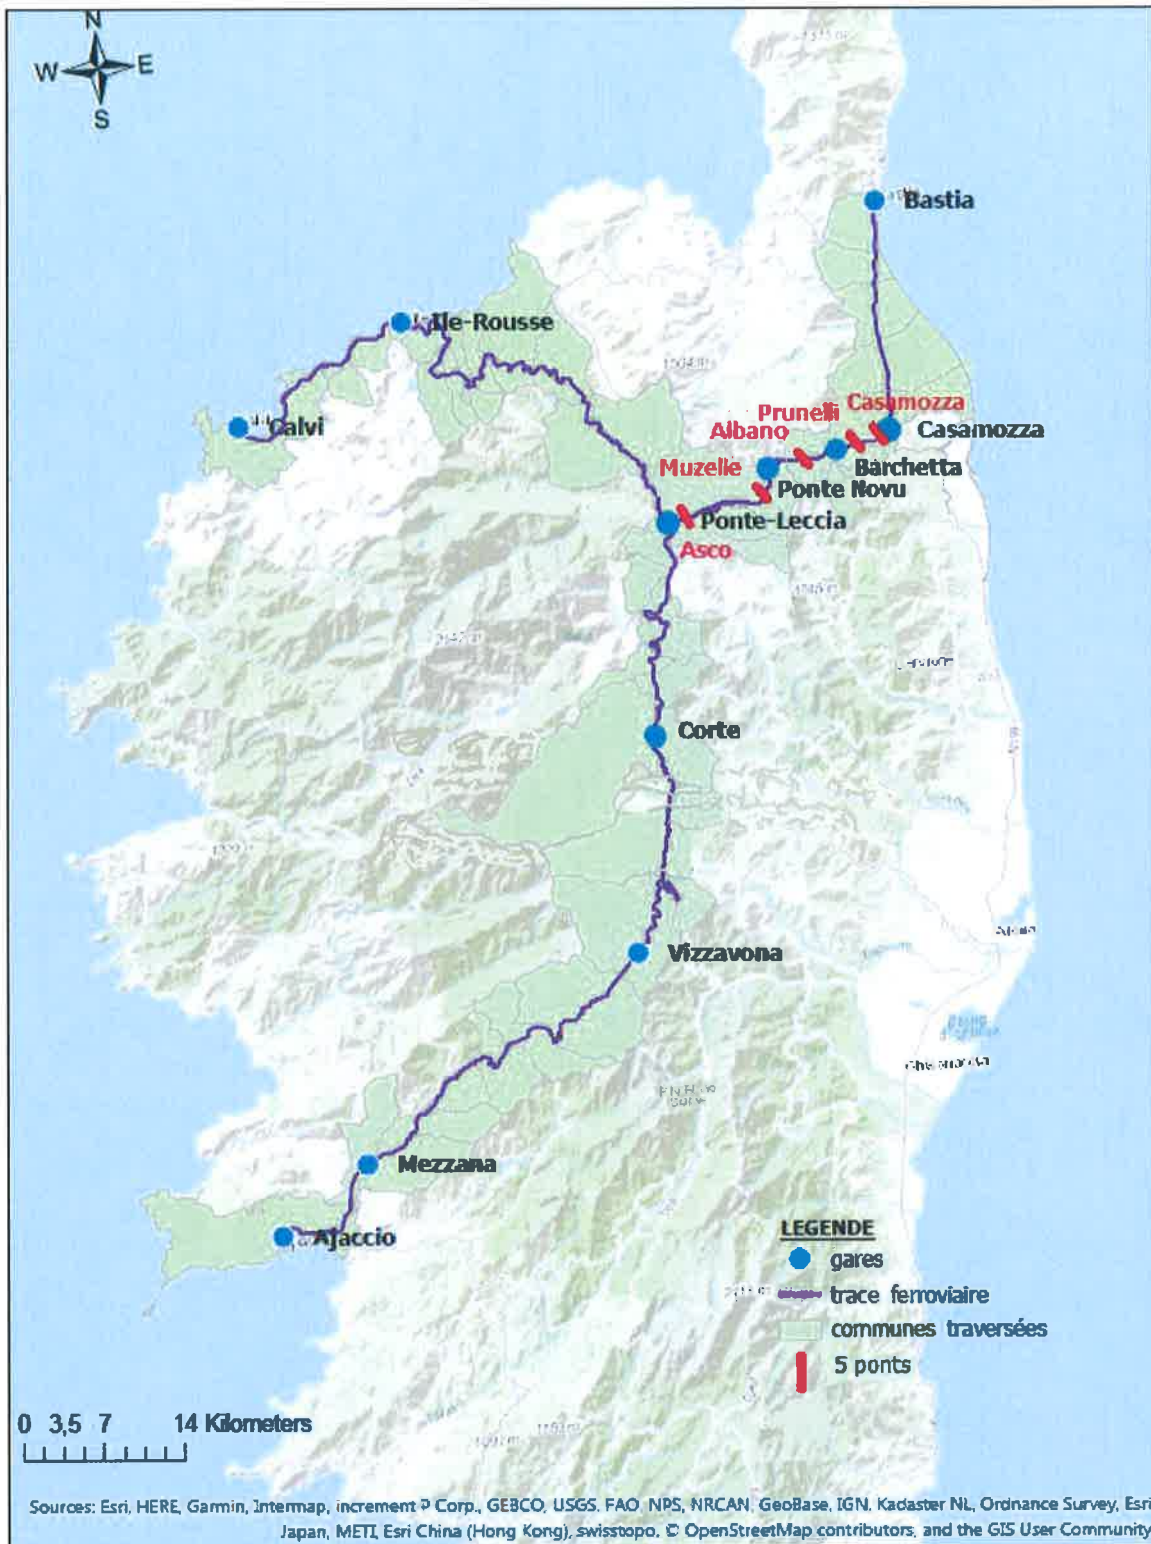 N
W E
S
Bastia
Ile-Rousse
Calvi
Prunelli
Casamozza
Albano
Casamozza
Muzelle
Barchetta
Ponte Novu
Ponte-Leccia
Asco
Corte
Vizzavona
Mezzana
Ajaccio
LEGENDE
gares
trace ferroviaire
communes traversées
5 ponts
0 3,5 7 14 Kilometers
Sources: Esri, HERE, Garmin, Intermap, increment P Corp., GEBCO, USGS, FAO, NPS, NRCAN, GeoBase, IGN, Kadaster NL, Ordnance Survey, Esri
Japan, METI, Esri China (Hong Kong), swisstopo, © OpenStreetMap contributors, and the GIS User Community